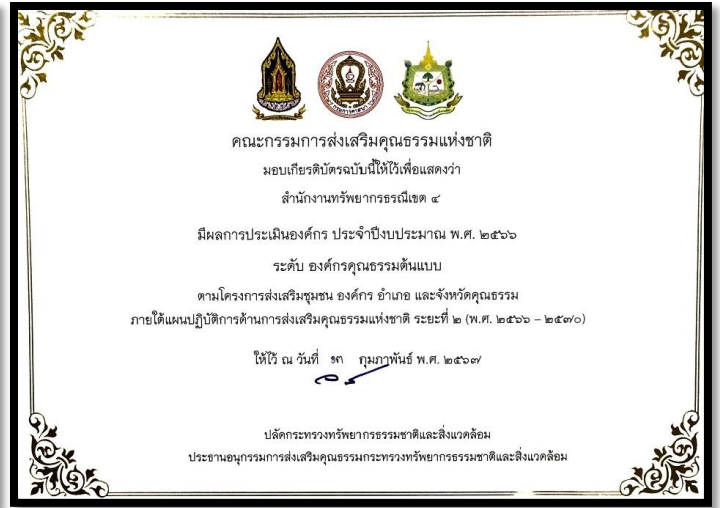 คณะกรรมการส่งเสริมคุณธรรมแห่งชาติ
มอบเกียรติบัตรฉบับนี้ให้ไว้เพื่อแสดงว่า
สำนักงานทรัพยากรธรณีเขต ๔
มีผลการประเมินองค์กร ประจำปีงบประมาณ พ.ศ. ๒๕๖๖
ระดับ องค์กรคุณธรรมต้นแบบ
ตามโครงการส่งเสริมชุมชน องค์กร อำเภอ และจังหวัดคุณธรรม
ภายใต้แผนปฏิบัติการด้านการส่งเสริมคุณธรรมแห่งชาติ ระยะที่ ๒ (พ.ศ. ๒๕๖๖ – ๒๕๗๐)
ให้ไว้ ณ วันที่ กุมภาพันธ์ พ.ศ. ๒๕๖๗
ปลัดกระทรวงทรัพยากรธรรมชาติและสิ่งแวดล้อม
ประธานอนุกรรมการส่งเสริมคุณธรรมกระทรวงทรัพยากรธรรมชาติและสิ่งแวดล้อม